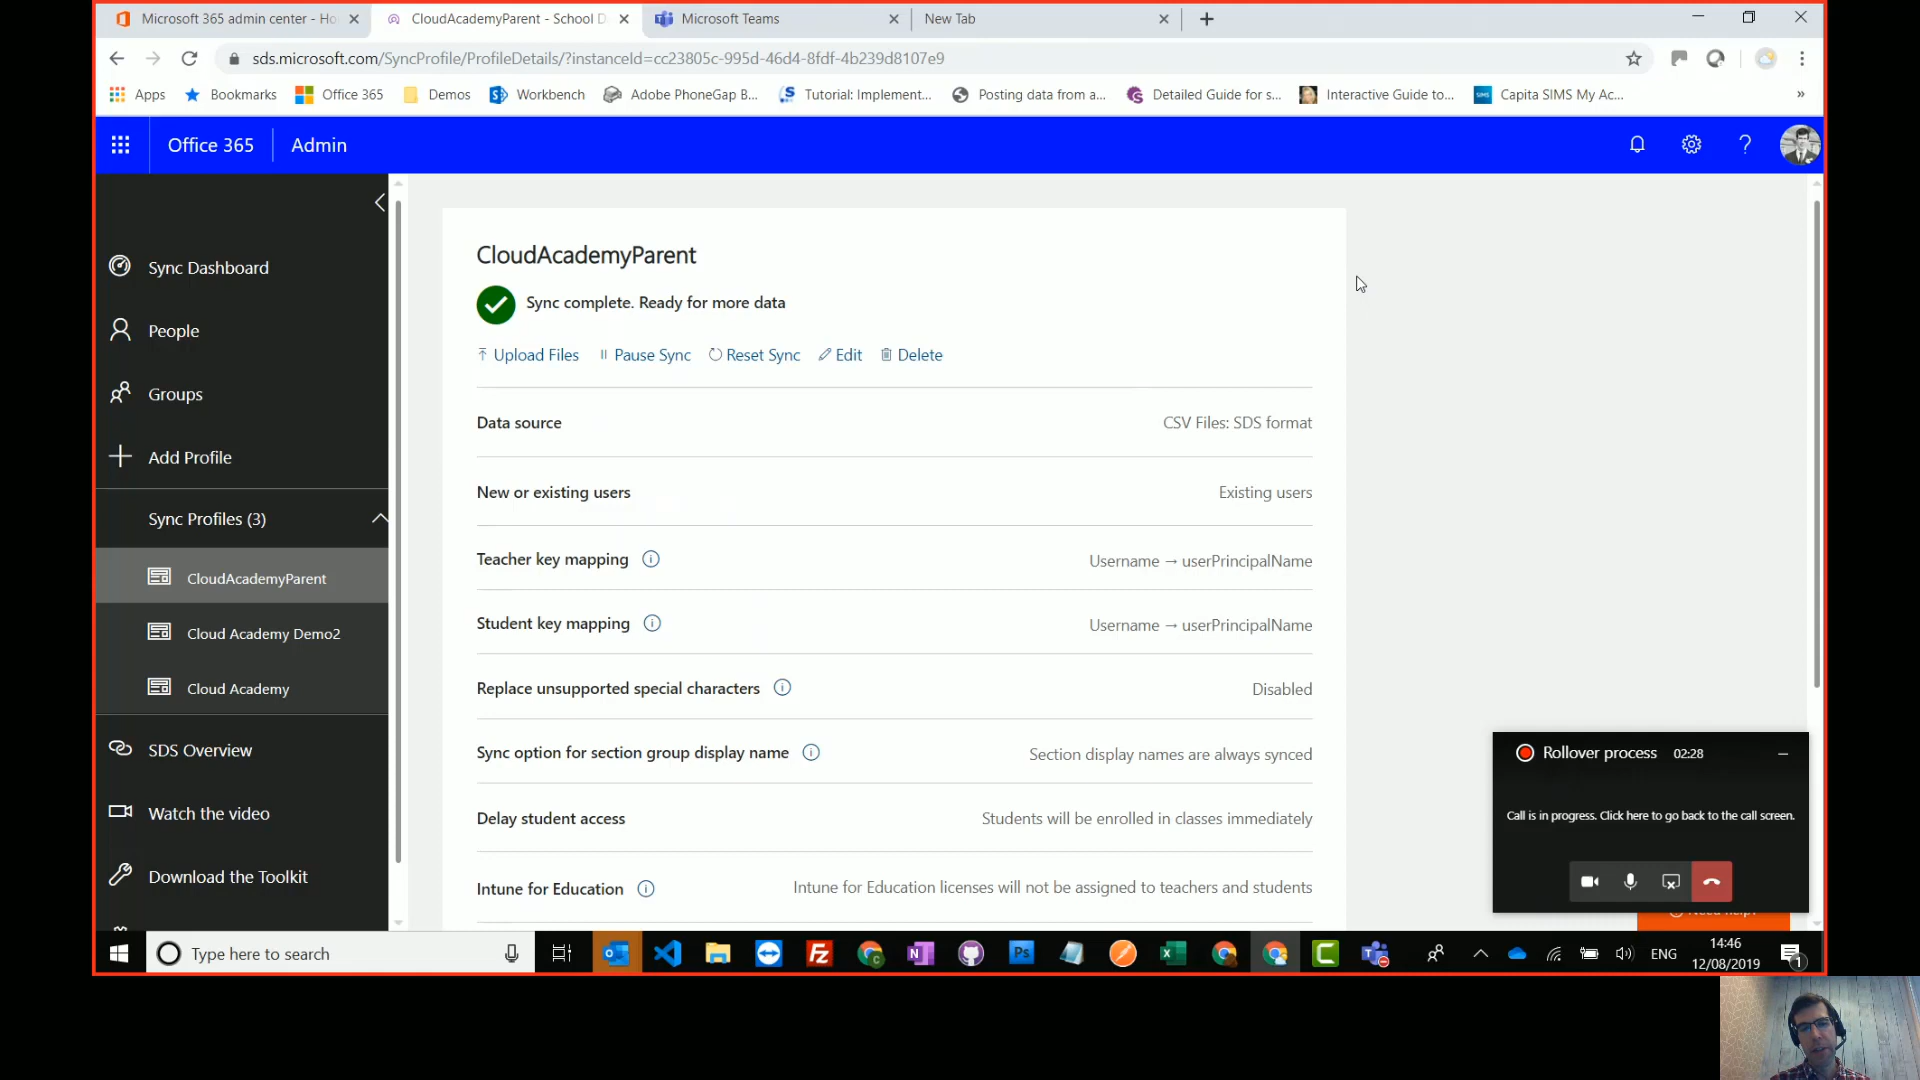 Microsoft 365 admin center - Ho
CloudAcademyParent - School D
Microsoft Teams
New Tab
sds.microsoft.com/SyncProfile/ProfileDetails/?instanceId=cc23805c-995d-46d4-8fdf-4b239d8107e9
Apps
Bookmarks
Office 365
Demos
Workbench
Adobe PhoneGap B...
Tutorial: Implement...
Posting data from a...
Detailed Guide for s...
Interactive Guide to...
Capita SIMS My Ac...
»
Office 365
Admin
Sync Dashboard
People
Groups
Add Profile
Sync Profiles (3)
CloudAcademyParent
Cloud Academy Demo2
Cloud Academy
SDS Overview
Watch the video
Download the Toolkit
CloudAcademyParent
Sync complete. Ready for more data
Upload Files
Pause Sync
Reset Sync
Edit
Delete
Data source
CSV Files: SDS format
New or existing users
Existing users
Teacher key mapping
Username → userPrincipalName
Student key mapping
Username → userPrincipalName
Replace unsupported special characters
Disabled
Sync option for section group display name
Section display names are always synced
Delay student access
Students will be enrolled in classes immediately
Intune for Education
Intune for Education licenses will not be assigned to teachers and students
Rollover process 02:28
Call is in progress. Click here to go back to the call screen.
Type here to search
ENG
14:46
12/08/2019
1